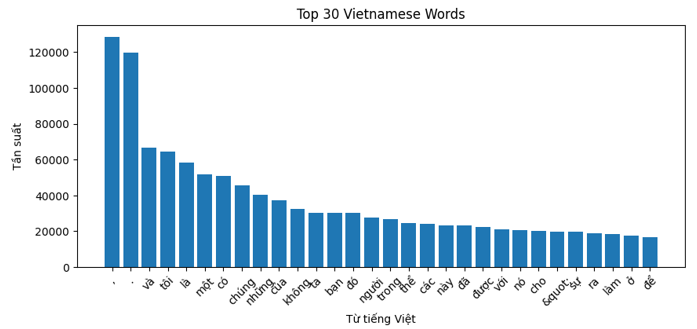 Top 30 Vietnamese Words
Tần suất
120000
100000
80000
60000
40000
20000
0
, . và tôi là một có chúng những của không ta bạn đó người trong thể các này đã được với nó cho &quot; sự ra làm ở để
Từ tiếng Việt